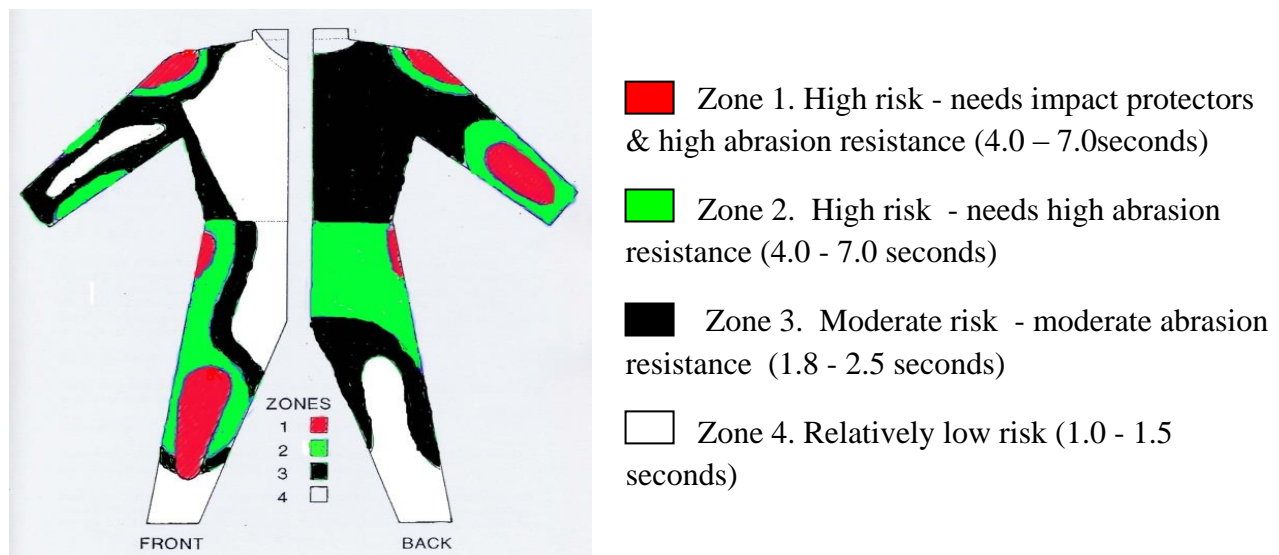 ZONES
1
2
3
4
FRONT
BACK
Zone 1. High risk - needs impact protectors
& high abrasion resistance (4.0 – 7.0seconds)
Zone 2. High risk - needs high abrasion
resistance (4.0 - 7.0 seconds)
Zone 3. Moderate risk - moderate abrasion
resistance (1.8 - 2.5 seconds)
Zone 4. Relatively low risk (1.0 - 1.5
seconds)